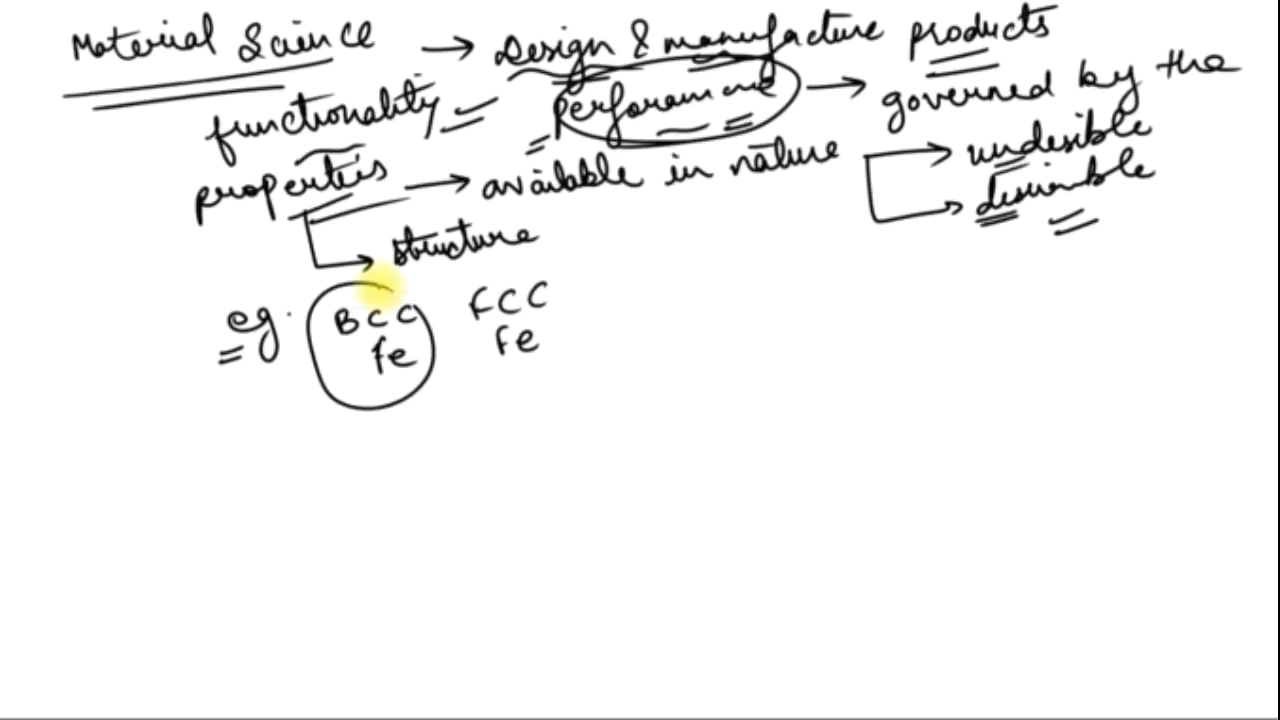 Material Science → Design & manufacture products
functionality performance → governed by the
properties → available in nature
undesible
desirable
structure
eg. BCC Fe
FCC Fe